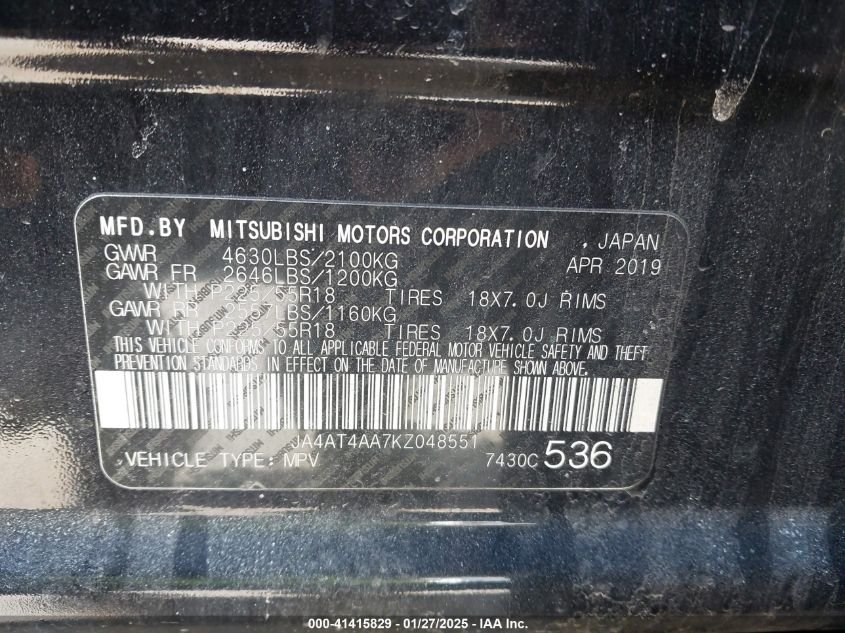 MFD.BY MITSUBISHI MOTORS CORPORATION , JAPAN
GVWR 4630LBS/2100KG APR 2019
GAWR FR 2646LBS/1200KG
WITH P225/55R18 TIRES 18X7.0J RIMS
GAWR RR 2557LBS/1160KG
WITH P225/55R18 TIRES 18X7.0J RIMS
THIS VEHICLE CONFORMS TO ALL APPLICABLE FEDERAL MOTOR VEHICLE SAFETY AND THEFT
PREVENTION STANDARDS IN EFFECT ON THE DATE OF MANUFACTURE SHOWN ABOVE.
JA4AT4AA7KZ048551
VEHICLE TYPE: MPV 7430C 536
000-41415829 - 01/27/2025 - IAA Inc.